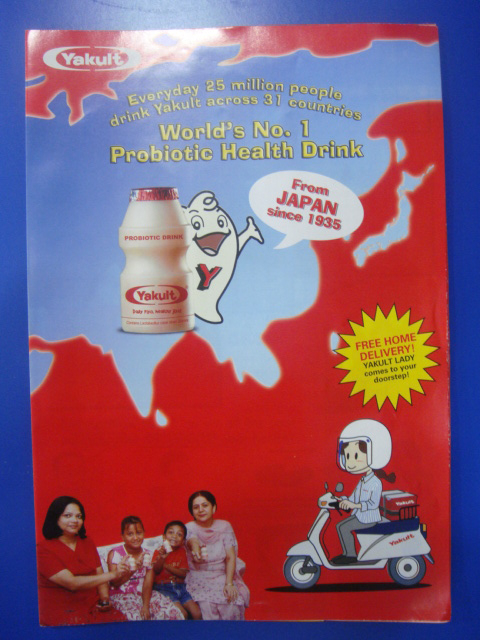 Yakult
Everyday 25 million people
drink Yakult across 31 countries
World's No. 1
Probiotic Health Drink
From
JAPAN
since 1935
PROBIOTIC DRINK
Yakult
Y
FREE HOME
DELIVERY!
YAKULT LADY
comes to your
doorstep!
Yakult